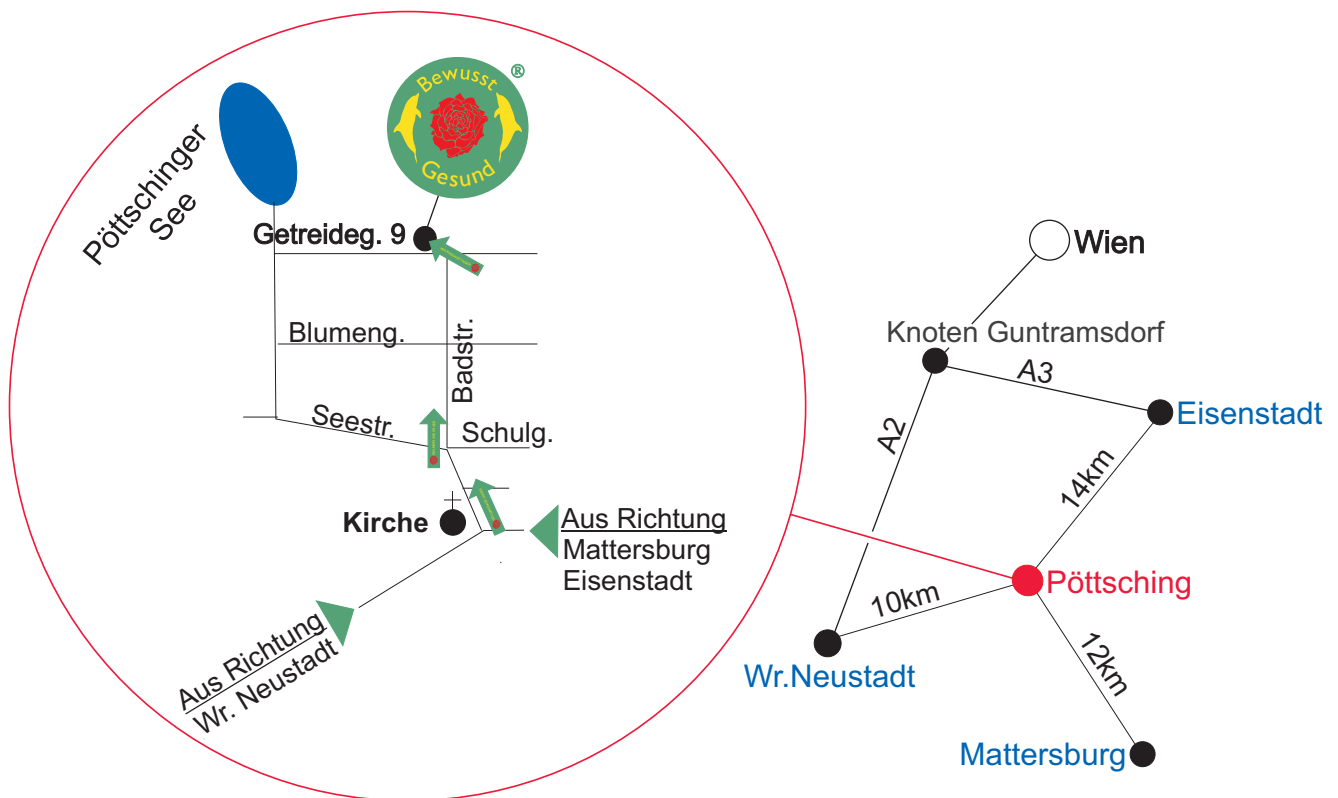 Bewusst
®
Gesund
Pöttschinger
See
Getreideg. 9
Blumeng.
Badstr.
Seestr.
Schulg.
Kirche
Aus Richtung
Mattersburg
Eisenstadt
Aus Richtung
Wr. Neustadt
Wien
Knoten Guntramsdorf
A3
A2
Eisenstadt
14km
Pöttsching
10km
Wr.Neustadt
12km
Mattersburg